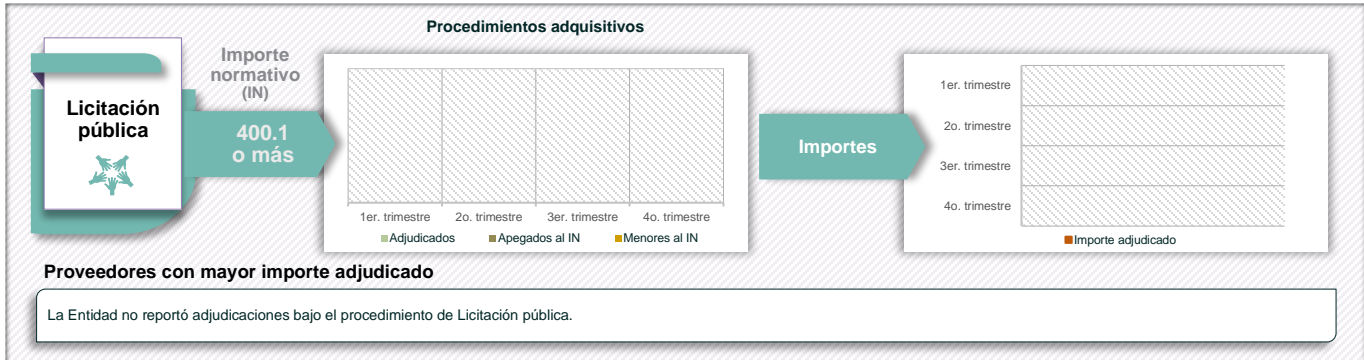 Procedimientos adquisitivos
Licitación
pública
Importe
normativo
(IN)
400.1
o más
1er. trimestre
2o. trimestre
3er. trimestre
4o. trimestre
Adjudicados
Apegados al IN
Menores al IN
Importes
1er. trimestre
2o. trimestre
3er. trimestre
4o. trimestre
Importe adjudicado
Proveedores con mayor importe adjudicado
La Entidad no reportó adjudicaciones bajo el procedimiento de Licitación pública.